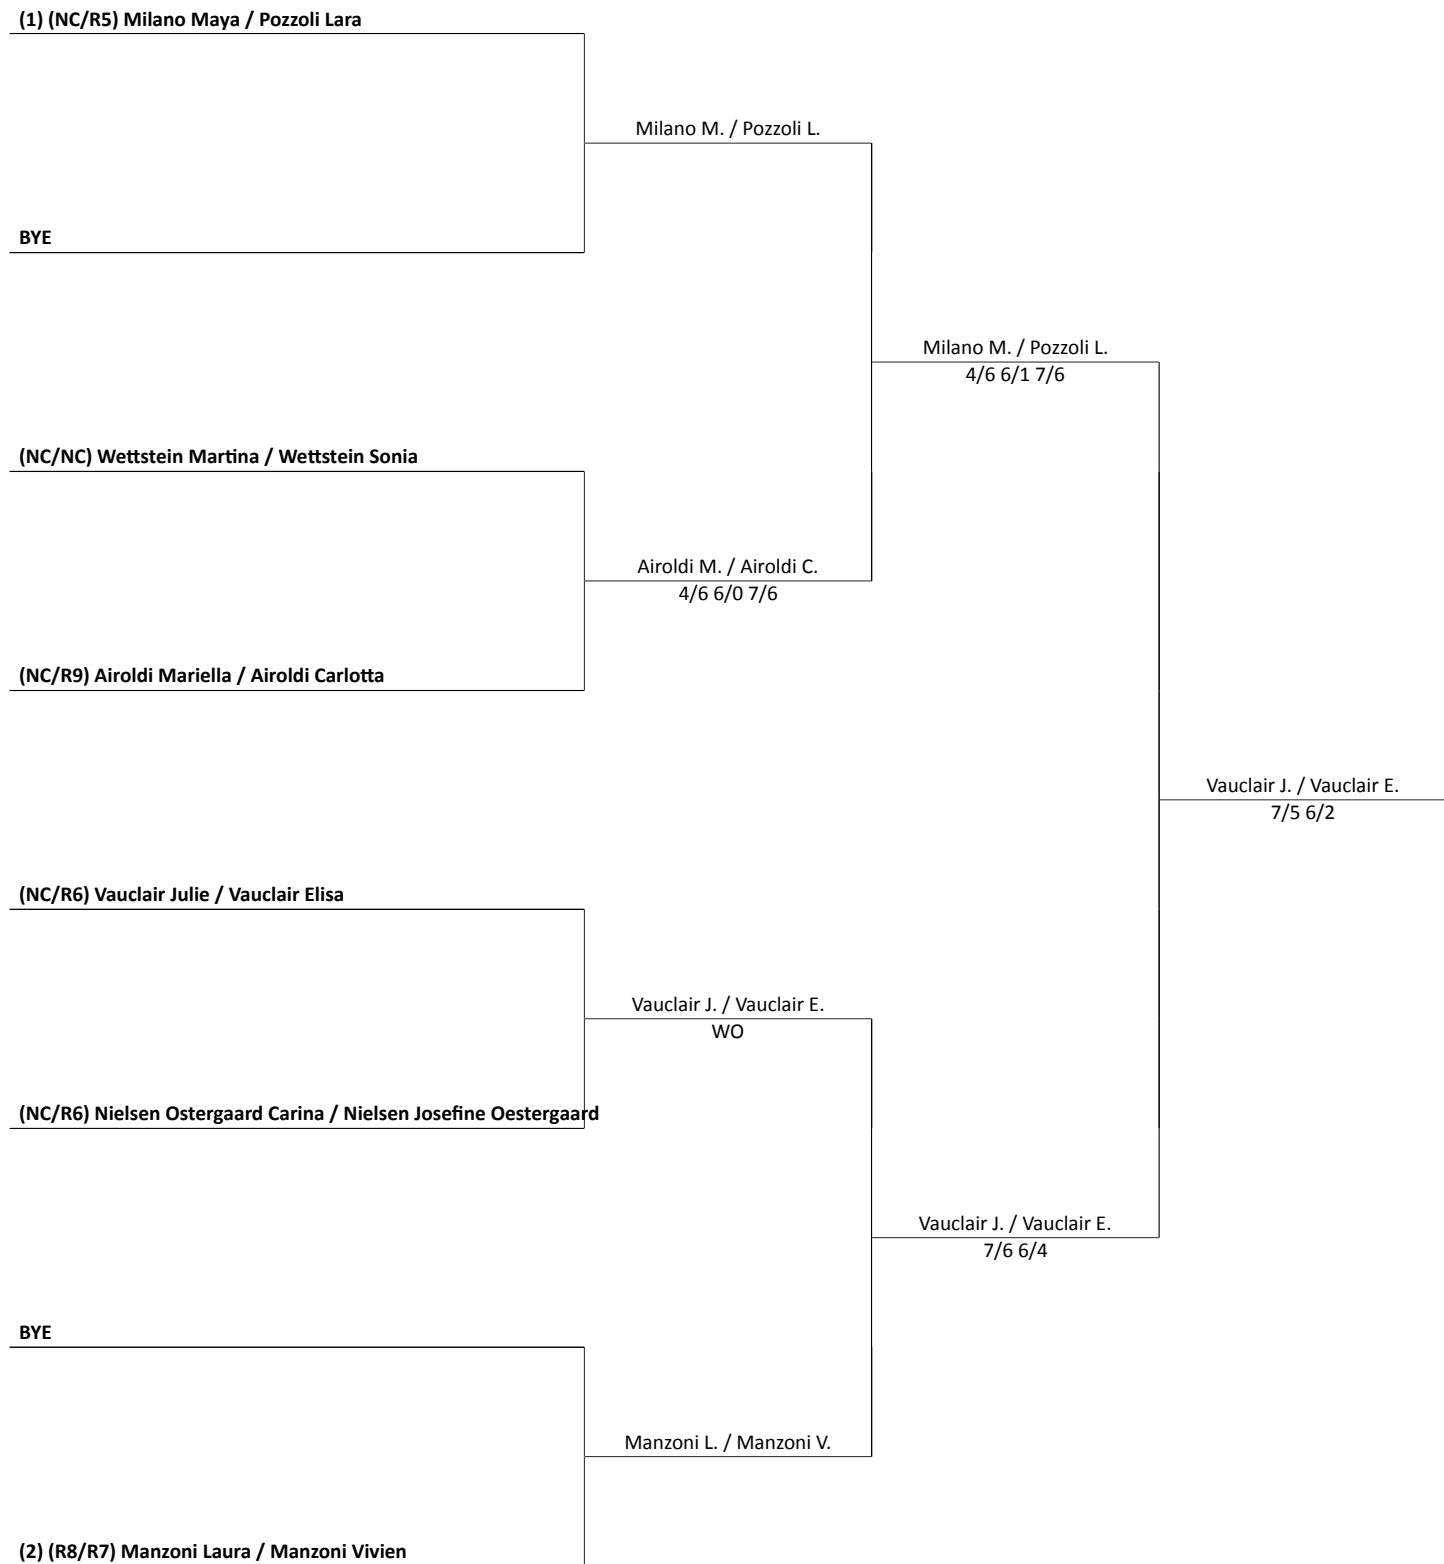 (1) (NC/R5) Milano Maya / Pozzoli Lara
Milano M. / Pozzoli L.
BYE
Milano M. / Pozzoli L.
4/6 6/1 7/6
(NC/NC) Wettstein Martina / Wettstein Sonia
Airoldi M. / Airoldi C.
4/6 6/0 7/6
(NC/R9) Airoldi Mariella / Airoldi Carlotta
Vauclair J. / Vauclair E.
7/5 6/2
(NC/R6) Vauclair Julie / Vauclair Elisa
Vauclair J. / Vauclair E.
WO
(NC/R6) Nielsen Ostergaard Carina / Nielsen Josefine Oestergaard
Vauclair J. / Vauclair E.
7/6 6/4
BYE
Manzoni L. / Manzoni V.
(2) (R8/R7) Manzoni Laura / Manzoni Vivien